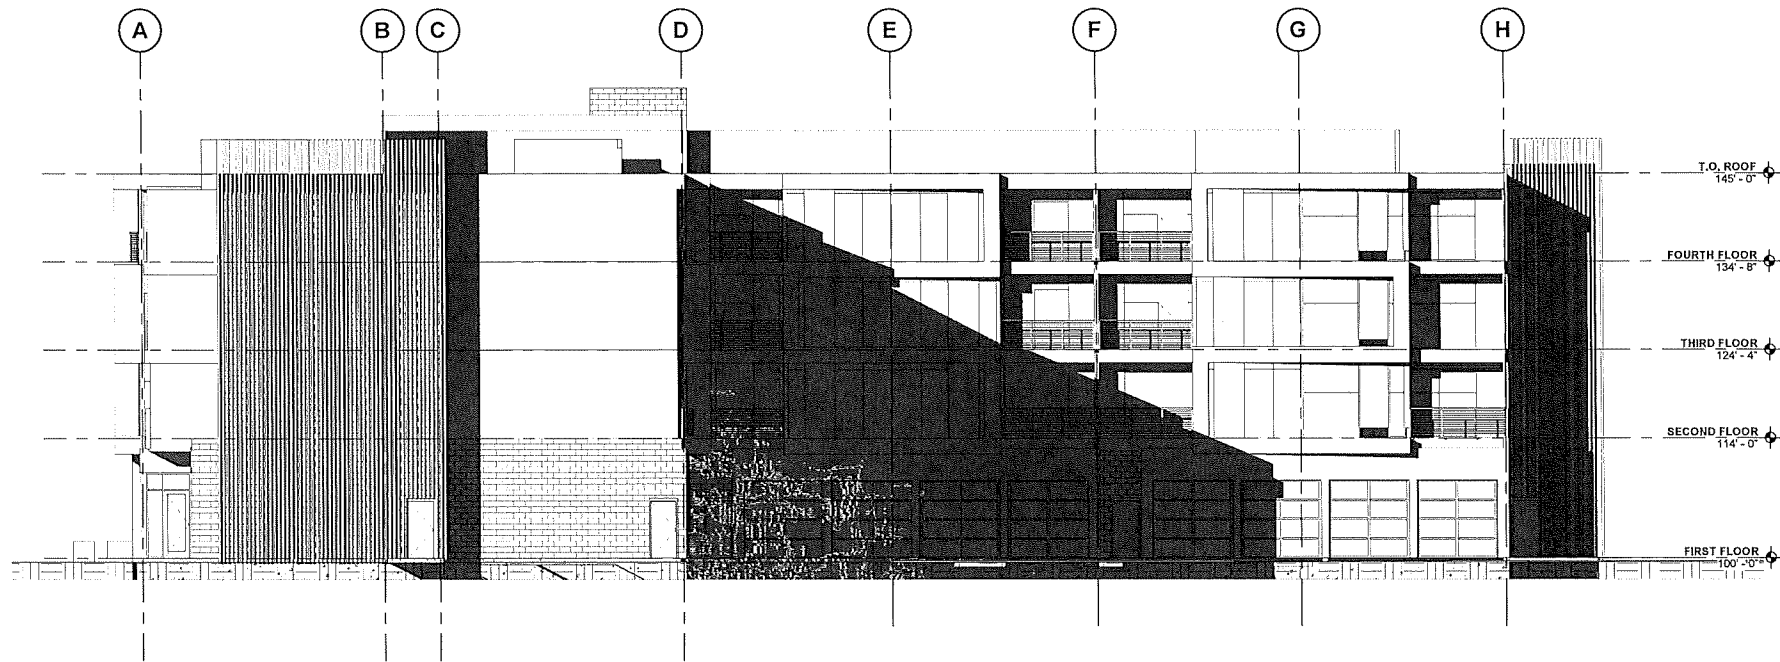 A B C D E F G H
T.O. ROOF
145' - 0"
FOURTH FLOOR
134' - 8"
THIRD FLOOR
124' - 4"
SECOND FLOOR
114' - 0"
FIRST FLOOR
100' - 0"